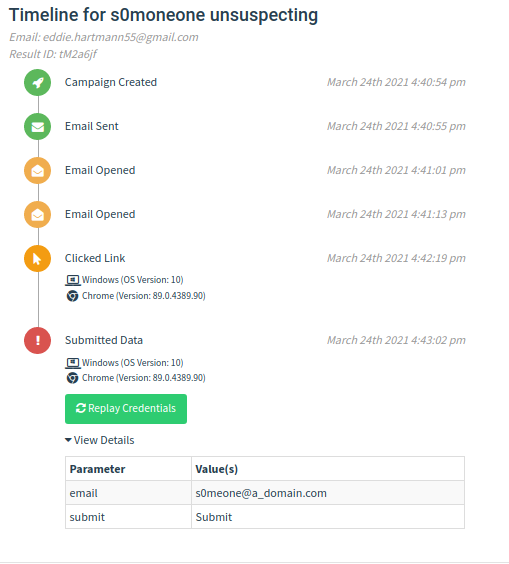 Timeline for s0moneone unsuspecting
Email: eddie.hartmann55@gmail.com
Result ID: tM2a6jf
Campaign Created March 24th 2021 4:40:54 pm
Email Sent March 24th 2021 4:40:55 pm
Email Opened March 24th 2021 4:41:01 pm
Email Opened March 24th 2021 4:41:13 pm
Clicked Link March 24th 2021 4:42:19 pm
Windows (OS Version: 10)
Chrome (Version: 89.0.4389.90)
Submitted Data March 24th 2021 4:43:02 pm
Windows (OS Version: 10)
Chrome (Version: 89.0.4389.90)
Replay Credentials
View Details
Parameter Value(s)
email s0meone@a_domain.com
submit Submit